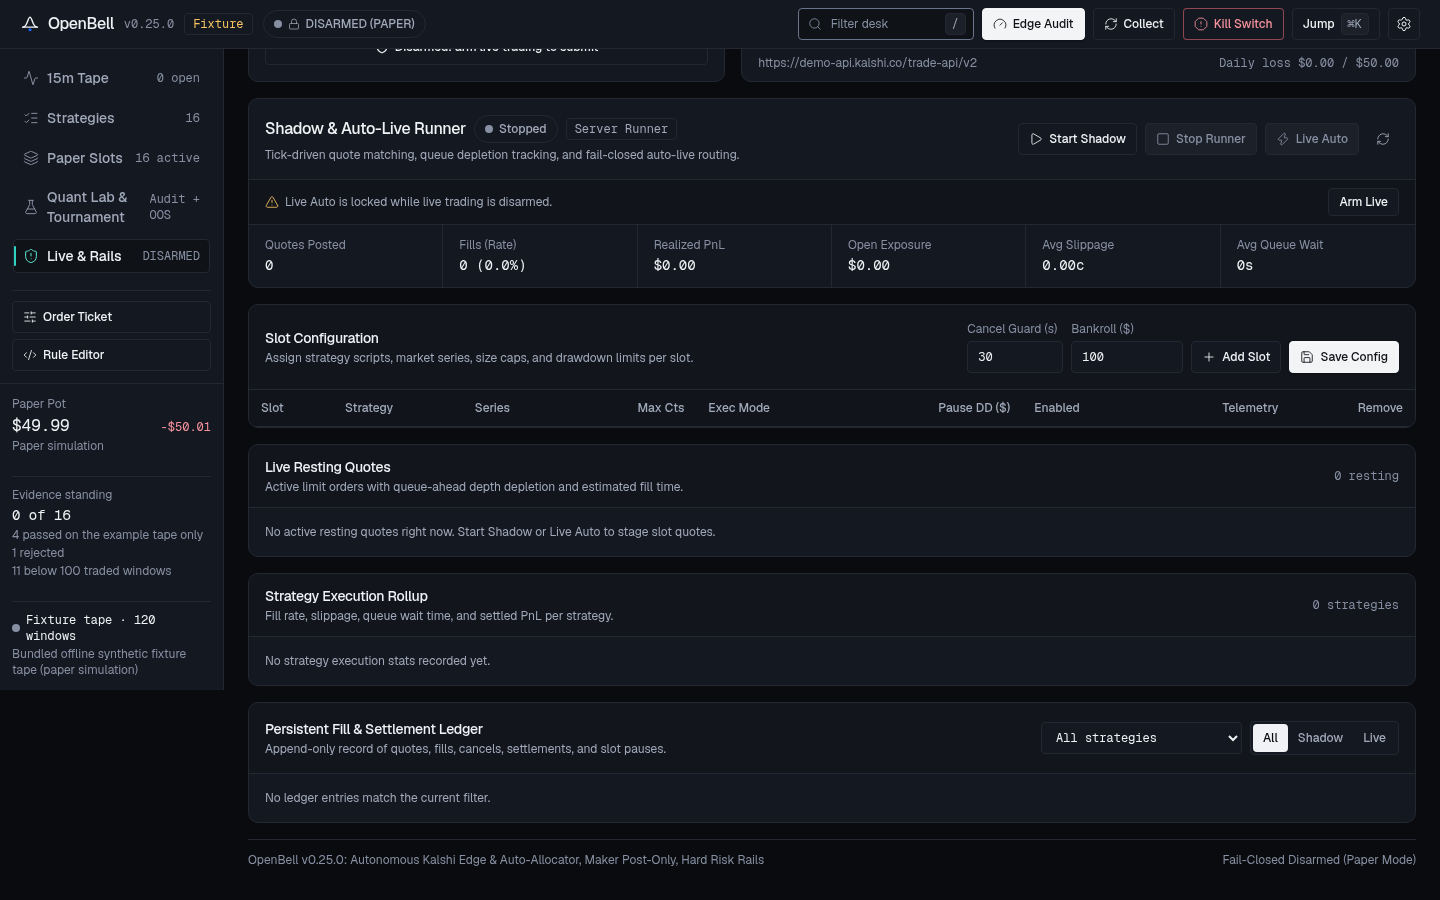 OpenBell v0.25.0 Fixture DISARMED (PAPER) Filter desk / Edge Audit Collect Kill Switch Jump ⌘K
15m Tape 0 open
Strategies 16
Paper Slots 16 active
Quant Lab & Tournament Audit + OOS
Live & Rails DISARMED
Order Ticket
Rule Editor
Paper Pot
$49.99 -$50.01
Paper simulation
Evidence standing
0 of 16
4 passed on the example tape only
1 rejected
11 below 100 traded windows
Fixture tape · 120
windows
Bundled offline synthetic fixture
tape (paper simulation)
Disarmed: arm live trading to submit
https://demo-api.kalshi.co/trade-api/v2 Daily loss $0.00 / $50.00
Shadow & Auto-Live Runner Stopped Server Runner
Tick-driven quote matching, queue depletion tracking, and fail-closed auto-live routing.
Start Shadow Stop Runner Live Auto
Live Auto is locked while live trading is disarmed. Arm Live
Quotes Posted Fills (Rate) Realized PnL Open Exposure Avg Slippage Avg Queue Wait
0 0 (0.0%) $0.00 $0.00 0.00c 0s
Slot Configuration
Assign strategy scripts, market series, size caps, and drawdown limits per slot.
Cancel Guard (s) Bankroll ($)
30 100 Add Slot Save Config
Slot Strategy Series Max Cts Exec Mode Pause DD ($) Enabled Telemetry Remove
Live Resting Quotes
Active limit orders with queue-ahead depth depletion and estimated fill time.
0 resting
No active resting quotes right now. Start Shadow or Live Auto to stage slot quotes.
Strategy Execution Rollup
Fill rate, slippage, queue wait time, and settled PnL per strategy.
0 strategies
No strategy execution stats recorded yet.
Persistent Fill & Settlement Ledger
Append-only record of quotes, fills, cancels, settlements, and slot pauses.
All strategies All Shadow Live
No ledger entries match the current filter.
OpenBell v0.25.0: Autonomous Kalshi Edge & Auto-Allocator, Maker Post-Only, Hard Risk Rails Fail-Closed Disarmed (Paper Mode)